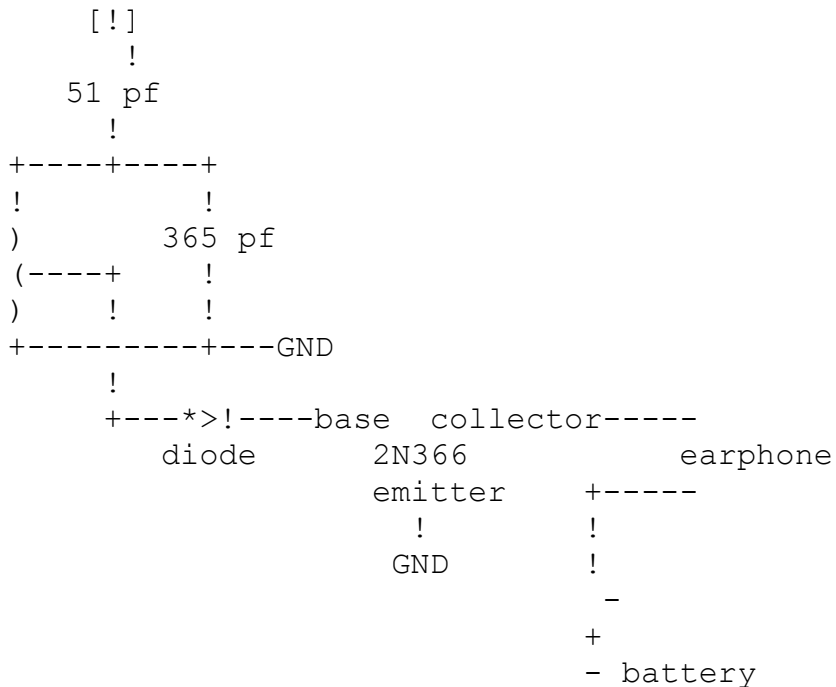 [!]
!
51 pf
!
+----+----+
! !
) 365 pf
(----+ !
) ! !
+---------+---GND
!
+---*>!----base collector-----
diode 2N366 earphone
emitter +-----
! !
GND !
-
+
- battery